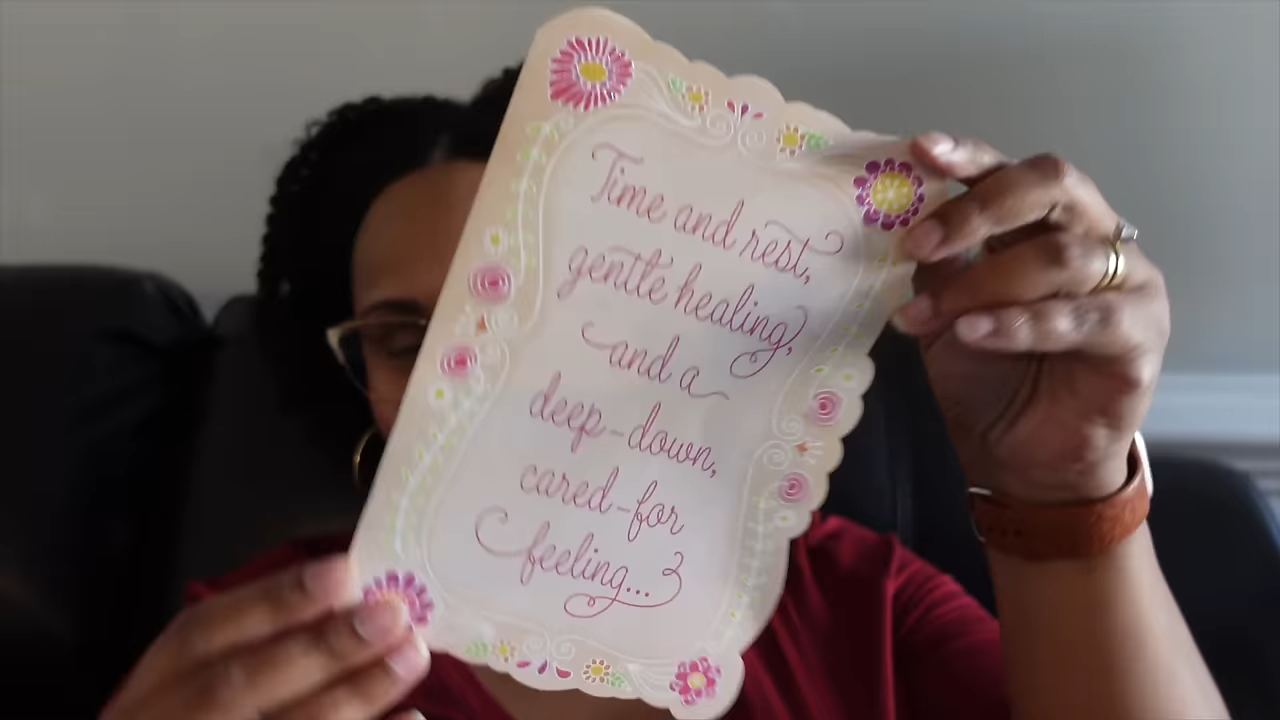 Time and rest,
gentle healing,
and a
deep-down,
cared-for
feeling...